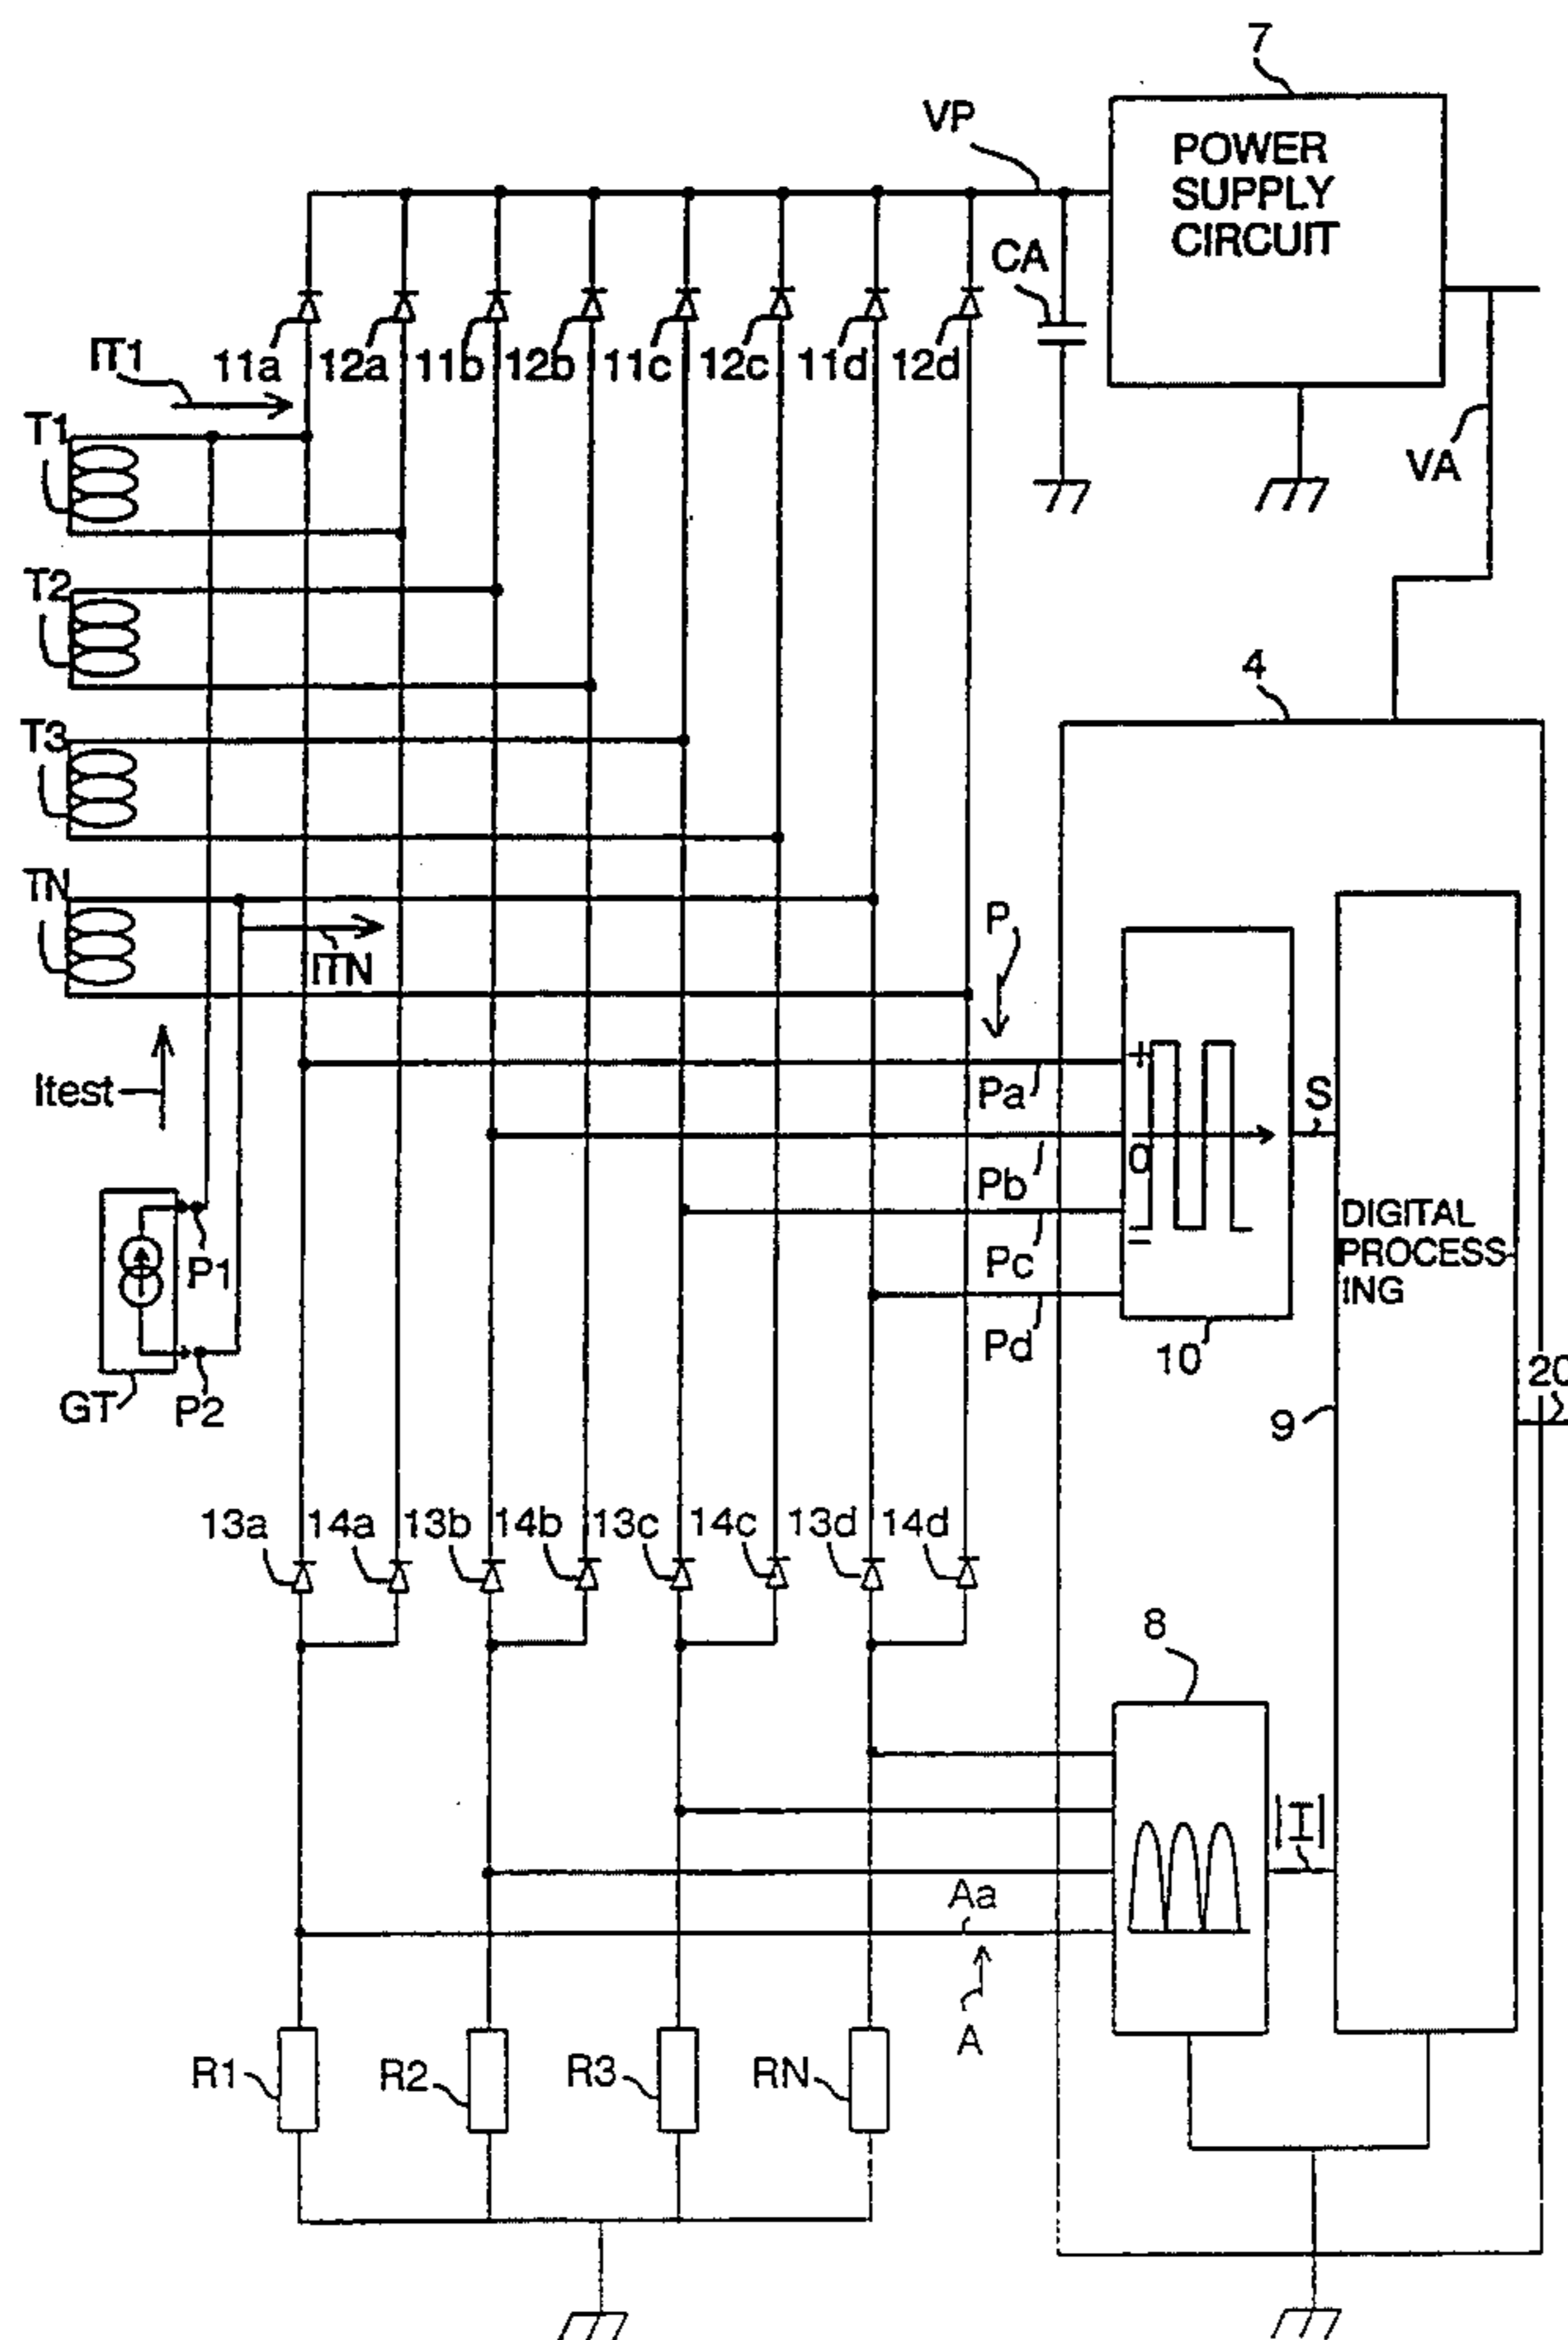 7
VP
POWER
SUPPLY
CIRCUIT
CA
IT1
11a 12a 11b 12b 11c 12c 11d 12d
T1
VA
T2
4
T3
TN
P
ITN
Itest
Pa
+
S
0
Pb
DIGITAL
PROCESS-
ING
P1
Pc
-
Pd
10
20
GT
P2
9
13a 14a 13b 14b 13c 14c 13d 14d
8
|I|
Aa
A
R1 R2 R3 RN